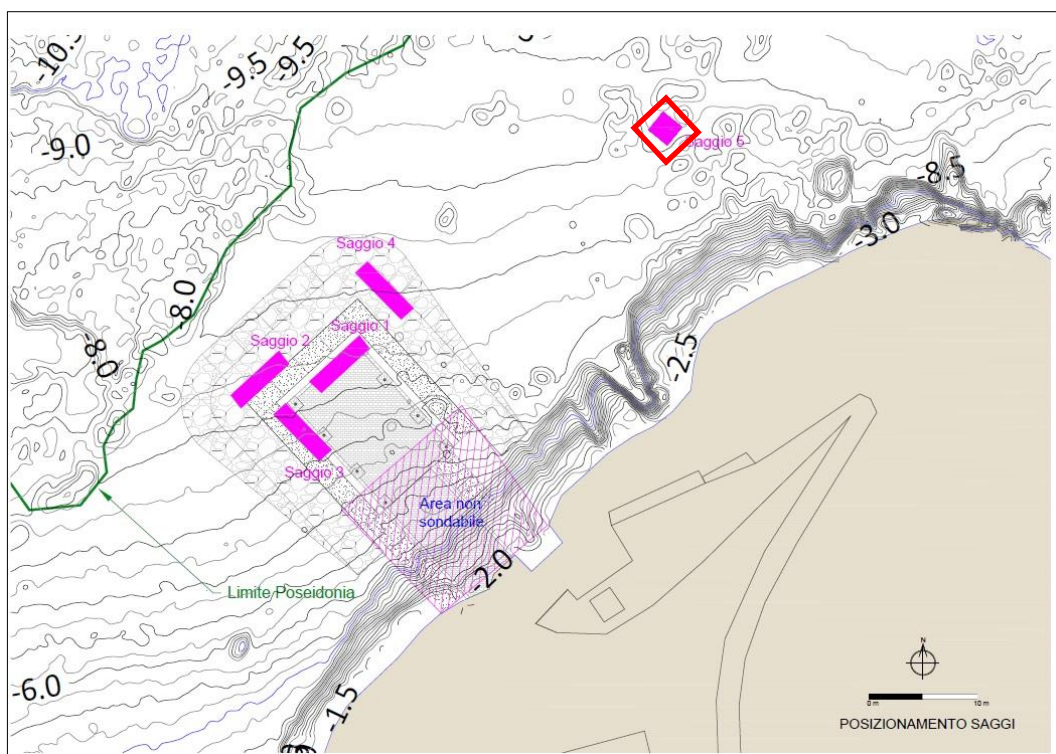 -10.
-9.5
-9.5
-9.0
Saggio 5
-8.5
-3.0
Saggio 4
-8.0
Saggio 1
Saggio 2
-8.0
-2.5
Saggio 3
Area non
sondabile
-2.0
Limite Poseidonia
-6.0
-1.5
N
0 m
10 m
POSIZIONAMENTO SAGGI